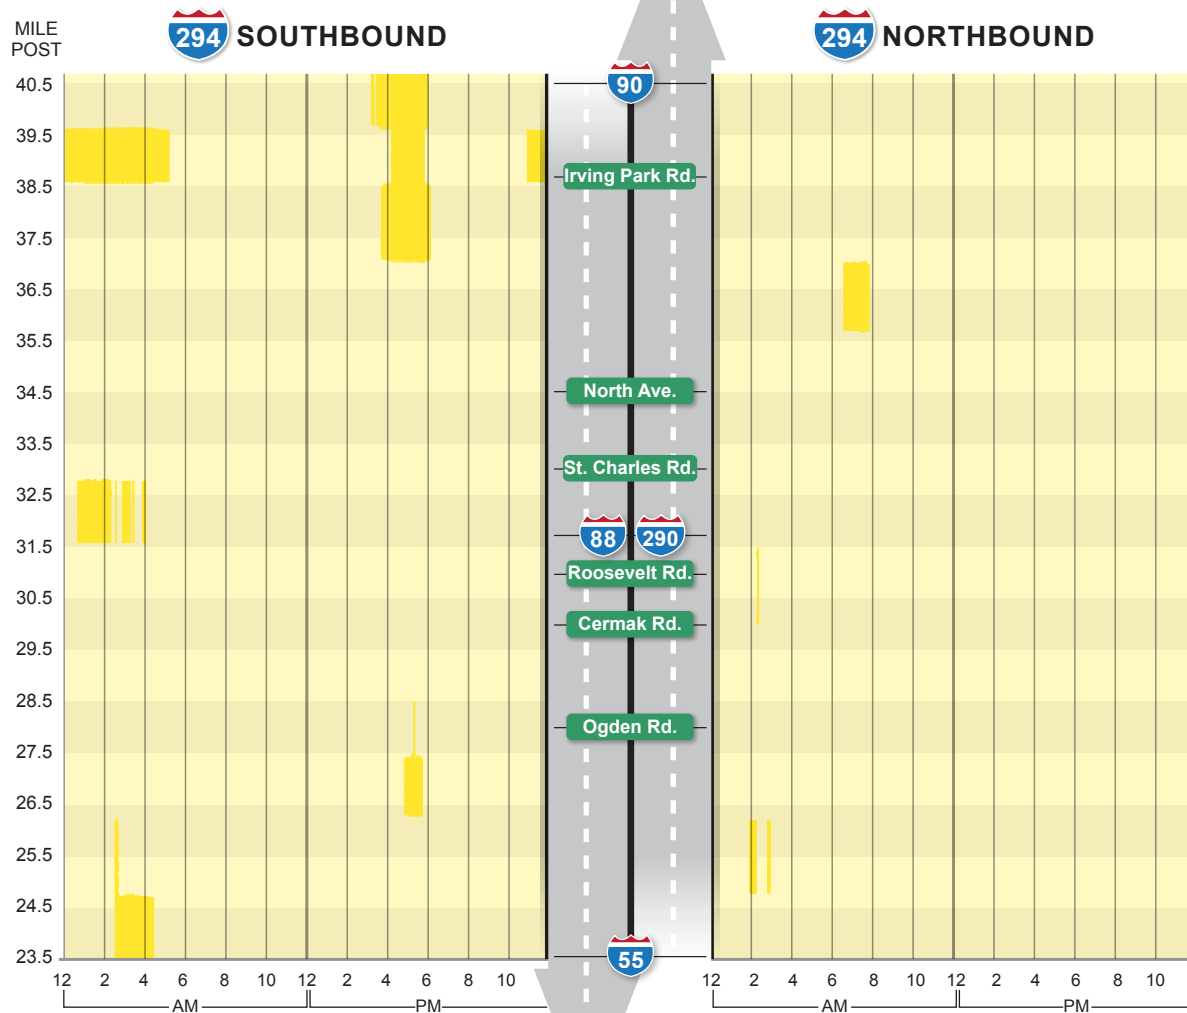 MILE
POST
294 SOUTHBOUND
294 NORTHBOUND
40.5
39.5
38.5
37.5
36.5
35.5
34.5
33.5
32.5
31.5
30.5
29.5
28.5
27.5
26.5
25.5
24.5
23.5
90
Irving Park Rd.
North Ave.
St. Charles Rd.
88 290
Roosevelt Rd.
Cermak Rd.
Ogden Rd.
55
12 2 4 6 8 10 12 2 4 6 8 10
AM PM
12 2 4 6 8 10 12 2 4 6 8 10
AM PM